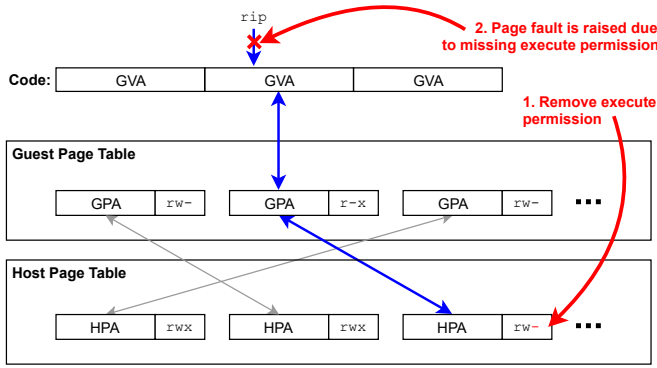 rip
2. Page fault is raised due
to missing execute permission
Code:
GVA
GVA
GVA
1. Remove execute
permission
Guest Page Table
GPA
rw-
GPA
r-x
GPA
rw-
...
Host Page Table
HPA
rwx
HPA
rwx
HPA
rw-
...